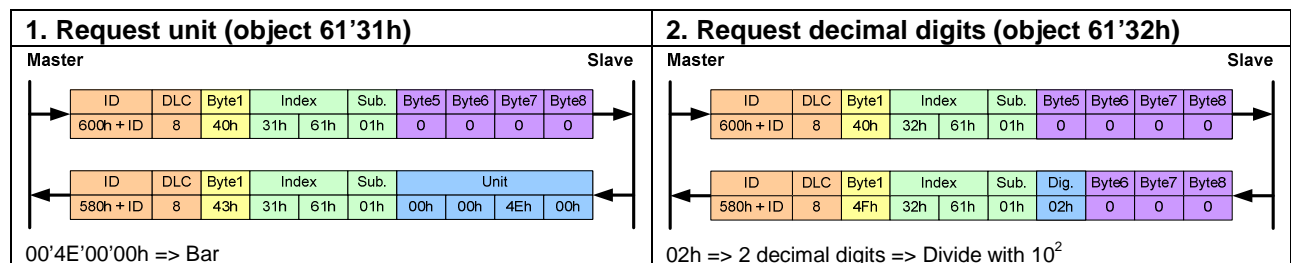 1. Request unit (object 61'31h)
Master Slave
ID DLC Byte1 Index Sub. Byte5 Byte6 Byte7 Byte8
600h + ID 8 40h 31h 61h 01h 0 0 0 0
ID DLC Byte1 Index Sub. Unit
580h + ID 8 43h 31h 61h 01h 00h 00h 4Eh 00h
00'4E'00'00h => Bar
2. Request decimal digits (object 61'32h)
Master Slave
ID DLC Byte1 Index Sub. Byte5 Byte6 Byte7 Byte8
600h + ID 8 40h 32h 61h 01h 0 0 0 0
ID DLC Byte1 Index Sub. Dig. Byte6 Byte7 Byte8
580h + ID 8 4Fh 32h 61h 01h 02h 0 0 0
02h => 2 decimal digits => Divide with 10²